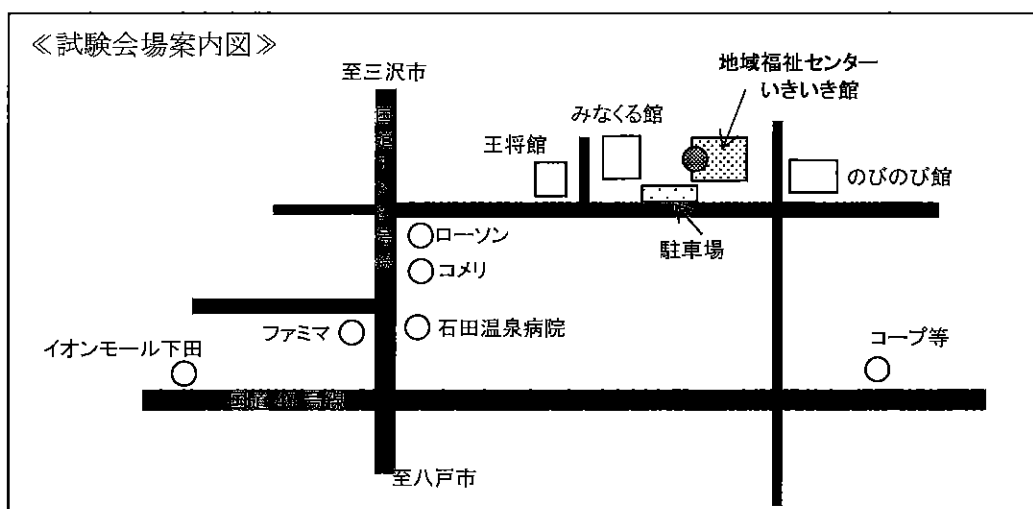 ≪試験会場案内図≫
至三沢市
地域福祉センター
いきいき館
みなくる館
王将館
のびのび館
ローソン
駐車場
コメリ
ファミマ
石田温泉病院
イオンモール下田
コープ等
至八戸市